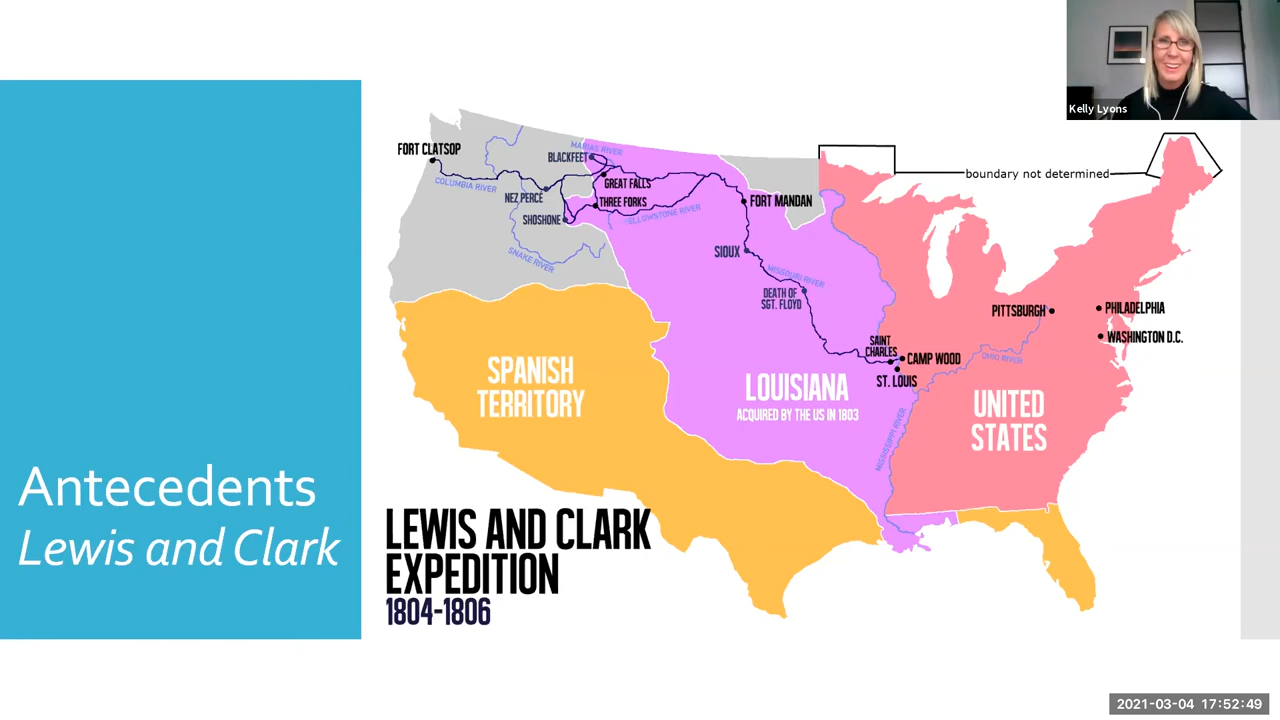 Kelly Lyons
FORT CLATSOP
COLUMBIA RIVER
MARIAS RIVER
BLACKFEET
GREAT FALLS
NEZ PERCÉ
THREE FORKS
SHOSHONE
YELLOWSTONE RIVER
SNAKE RIVER
FORT MANDAN
SIOUX
MISSOURI RIVER
DEATH OF
SGT. FLOYD
boundary not determined
PITTSBURGH
PHILADELPHIA
WASHINGTON D.C.
OHIO RIVER
SAINT
CHARLES
CAMP WOOD
ST. LOUIS
MISSISSIPPI RIVER
SPANISH
TERRITORY
LOUISIANA
ACQUIRED BY THE US IN 1803
UNITED
STATES
Antecedents
Lewis and Clark
LEWIS AND CLARK
EXPEDITION
1804-1806
2021-03-04 17:52:49